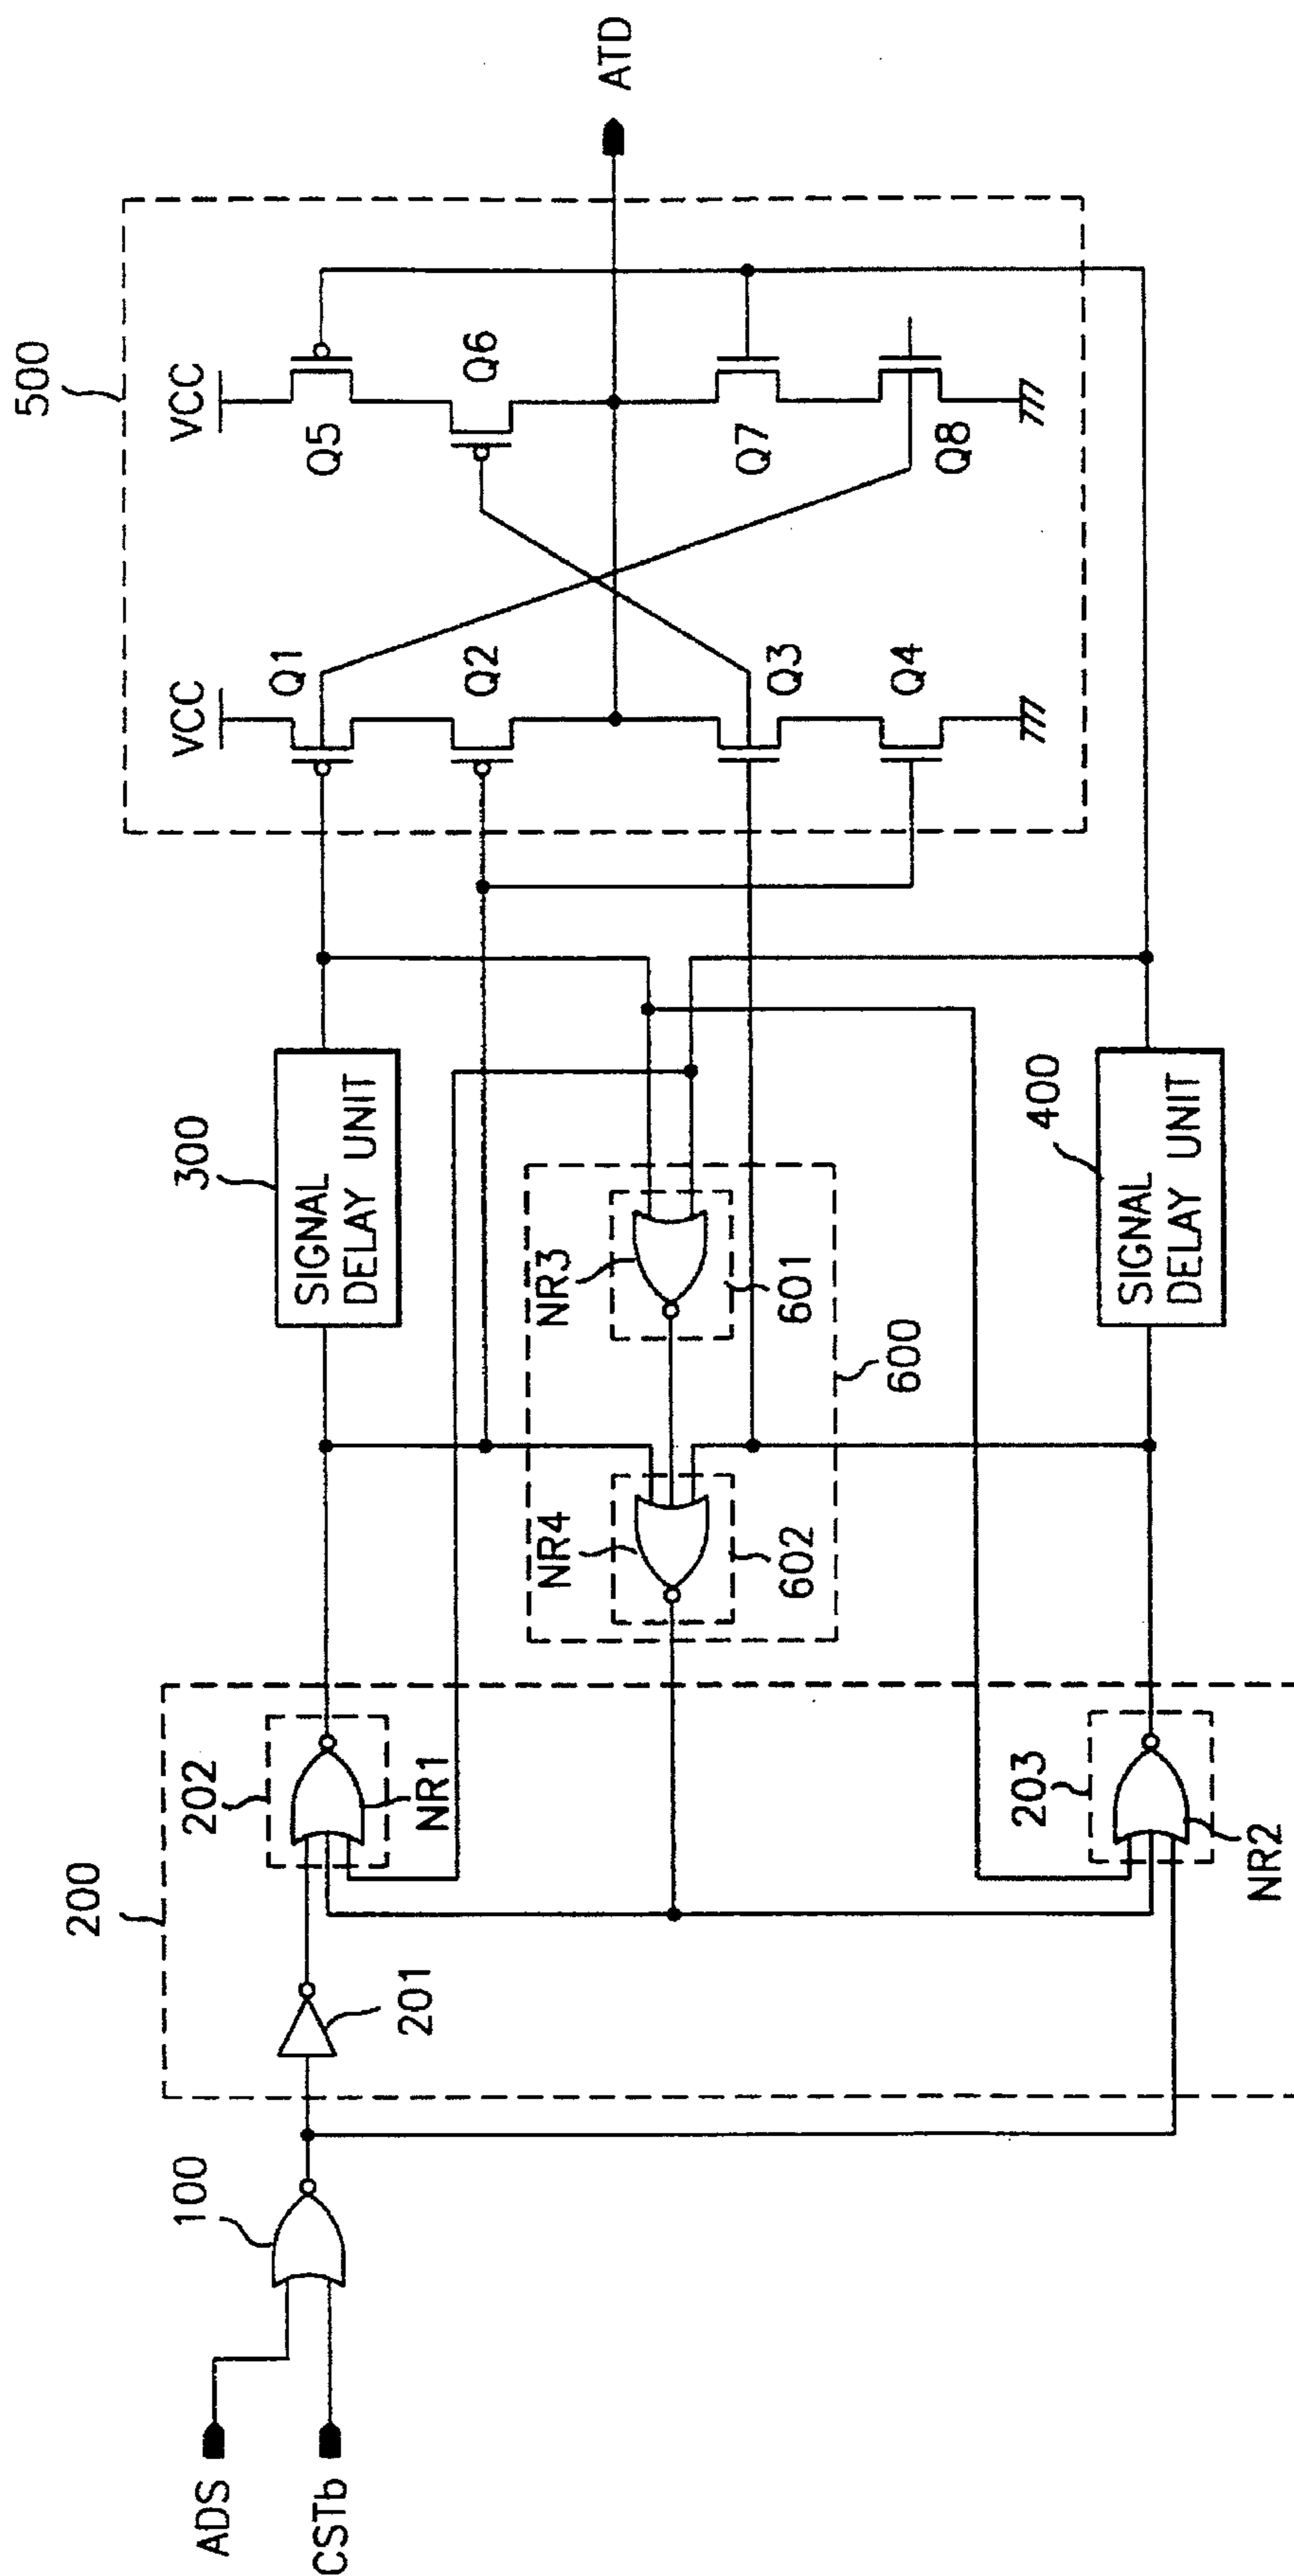 ADS
CSTb
100
200
201
202
NR1
203
NR2
300
SIGNAL
DELAY UNIT
NR4
602
NR3
601
600
400
SIGNAL
DELAY UNIT
500
VCC
Q1
Q2
Q3
Q4
VCC
Q5
Q6
Q7
Q8
ATD